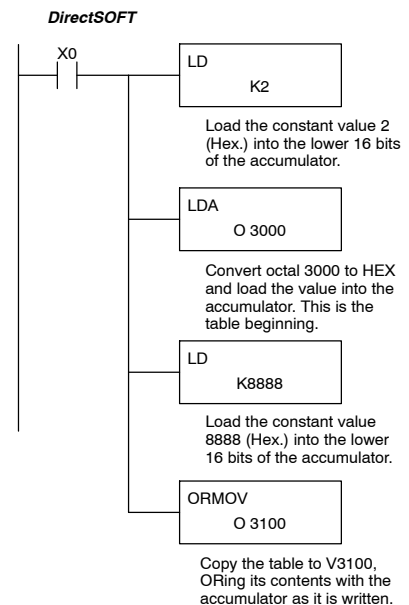 DirectSOFT
X0
LD
K2
Load the constant value 2
(Hex.) into the lower 16 bits
of the accumulator.
LDA
O 3000
Convert octal 3000 to HEX
and load the value into the
accumulator. This is the
table beginning.
LD
K8888
Load the constant value
8888 (Hex.) into the lower
16 bits of the accumulator.
ORMOV
O 3100
Copy the table to V3100,
ORing its contents with the
accumulator as it is written.